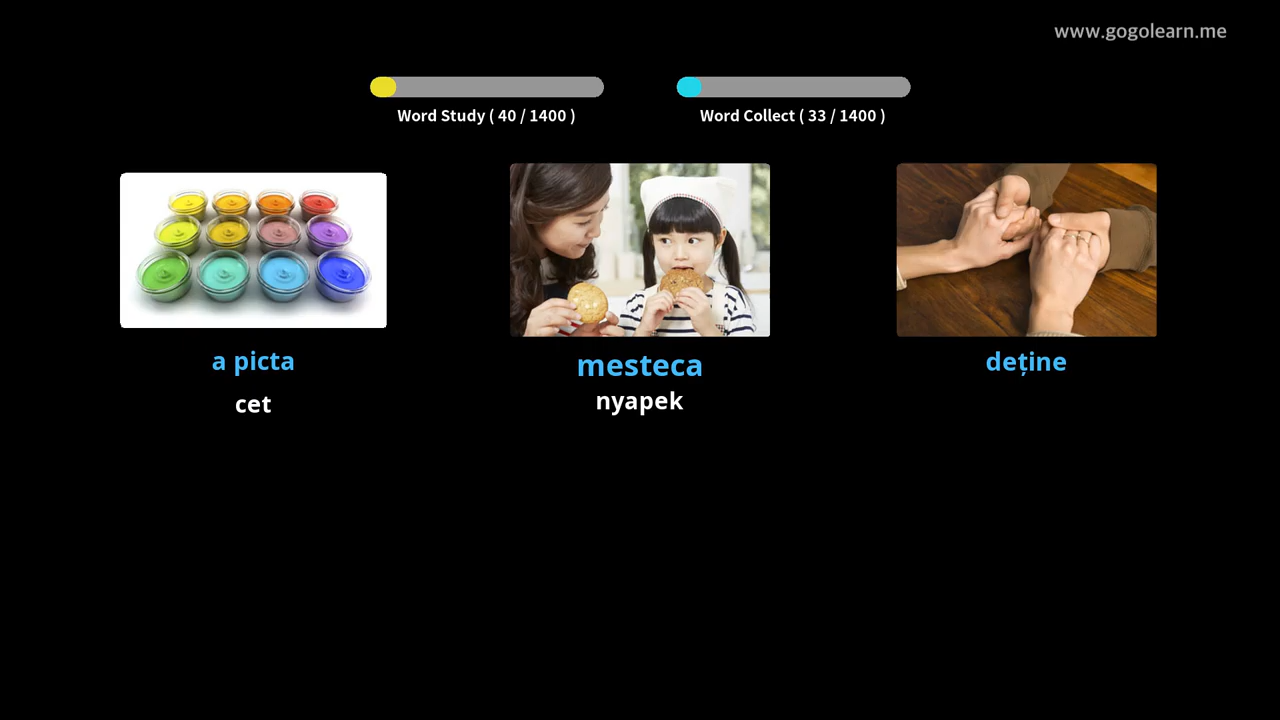 www.gogolearn.me
Word Study ( 40 / 1400 )
Word Collect ( 33 / 1400 )
a picta
cet
mesteca
nyapek
deține